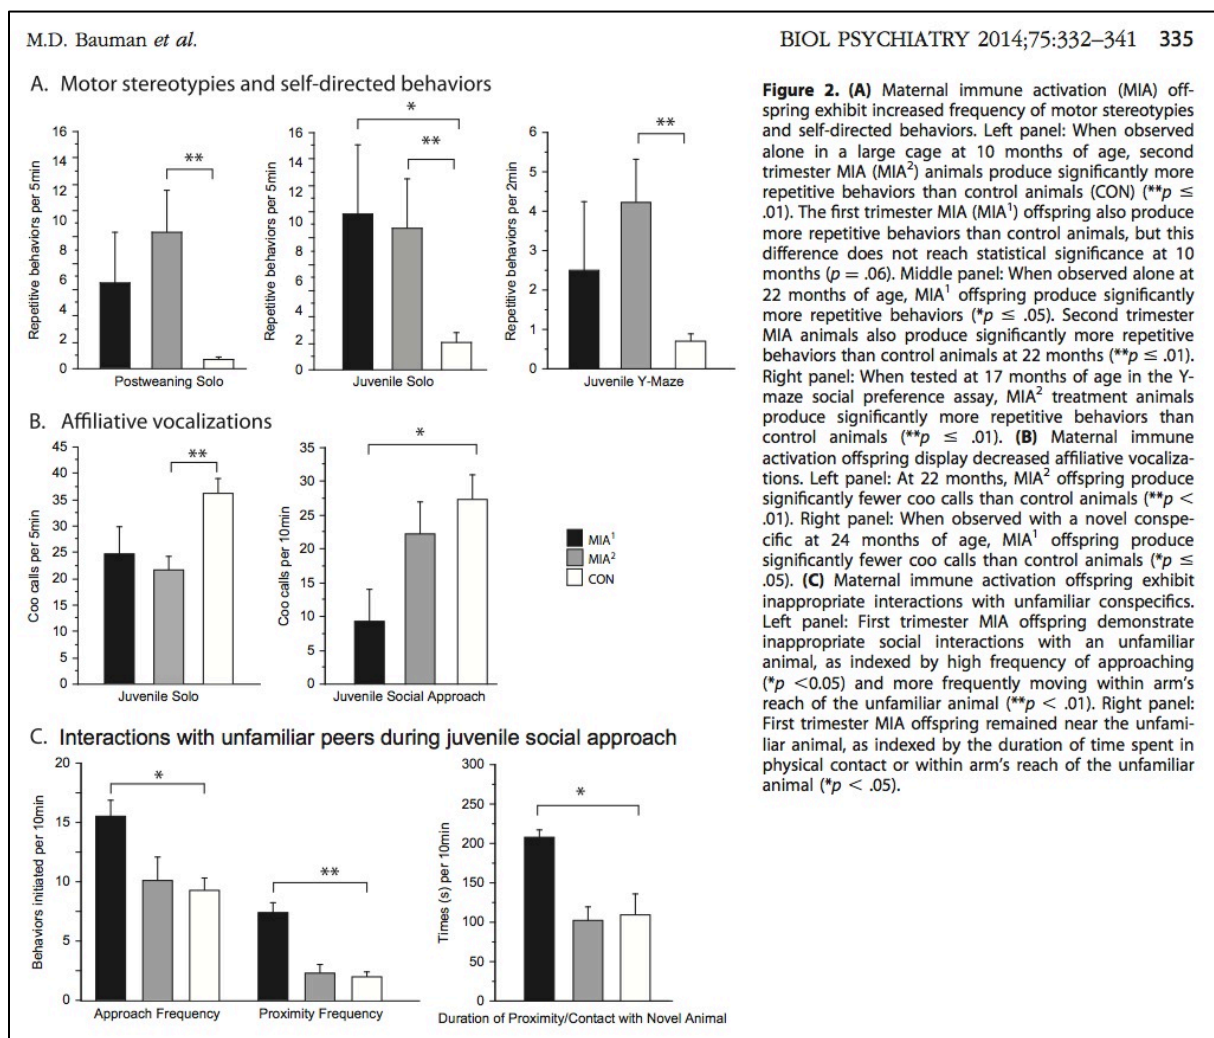 M.D. Bauman et al.
BIOL PSYCHIATRY 2014;75:332–341 335
A. Motor stereotypies and self-directed behaviors
Repetitive behaviors per 5min
16
14
12
10
8
6
4
2
0
**
Postweaning Solo
Repetitive behaviors per 5min
16
14
12
10
8
6
4
2
0
*
**
Juvenile Solo
Repetitive behaviors per 2min
6
5
4
3
2
1
0
**
Juvenile Y-Maze
B. Affiliative vocalizations
Coo calls per 5min
45
40
35
30
25
20
15
10
5
0
**
Juvenile Solo
Coo calls per 10min
35
30
25
20
15
10
5
0
*
Juvenile Social Approach
MIA¹
MIA²
CON
C. Interactions with unfamiliar peers during juvenile social approach
Behaviors initiated per 10min
20
15
10
5
0
*
**
Approach Frequency
Proximity Frequency
Times (s) per 10min
300
250
200
150
100
50
0
*
Duration of Proximity/Contact with Novel Animal
Figure 2. (A) Maternal immune activation (MIA) off-
spring exhibit increased frequency of motor stereotypies
and self-directed behaviors. Left panel: When observed
alone in a large cage at 10 months of age, second
trimester MIA (MIA²) animals produce significantly more
repetitive behaviors than control animals (CON) (**p ≤
.01). The first trimester MIA (MIA¹) offspring also produce
more repetitive behaviors than control animals, but this
difference does not reach statistical significance at 10
months (p = .06). Middle panel: When observed alone at
22 months of age, MIA¹ offspring produce significantly
more repetitive behaviors (*p ≤ .05). Second trimester
MIA animals also produce significantly more repetitive
behaviors than control animals at 22 months (**p ≤ .01).
Right panel: When tested at 17 months of age in the Y-
maze social preference assay, MIA² treatment animals
produce significantly more repetitive behaviors than
control animals (**p ≤ .01). (B) Maternal immune
activation offspring display decreased affiliative vocaliza-
tions. Left panel: At 22 months, MIA² offspring produce
significantly fewer coo calls than control animals (**p <
.01). Right panel: When observed with a novel conspe-
cific at 24 months of age, MIA¹ offspring produce
significantly fewer coo calls than control animals (*p ≤
.05). (C) Maternal immune activation offspring exhibit
inappropriate interactions with unfamiliar conspecifics.
Left panel: First trimester MIA offspring demonstrate
inappropriate social interactions with an unfamiliar
animal, as indexed by high frequency of approaching
(*p <0.05) and more frequently moving within arm's
reach of the unfamiliar animal (**p < .01). Right panel:
First trimester MIA offspring remained near the unfami-
liar animal, as indexed by the duration of time spent in
physical contact or within arm's reach of the unfamiliar
animal (*p < .05).